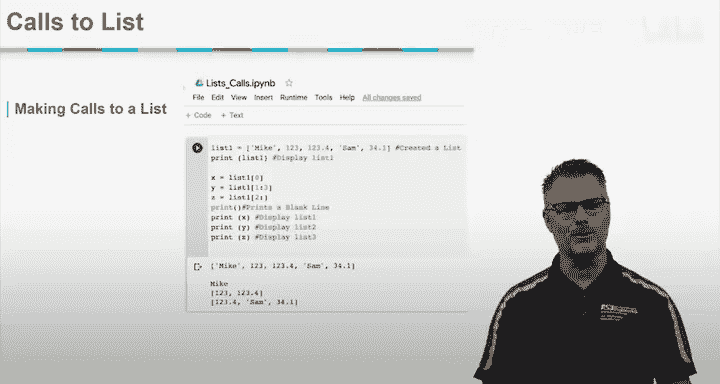 Calls to List
Making Calls to a List
Lists_Calls.ipynb
File Edit View Insert Runtime Tools Help All changes saved
+ Code + Text
list1 = ['Mike', 123, 123.4, 'Sam', 34.1] #Created a List
print (list1) #Display list1
x = list1[0]
y = list1[1:3]
z = list1[2:]
print()#Prints a Blank Line
print (x) #Display list1
print (y) #Display list2
print (z) #Display list3
['Mike', 123, 123.4, 'Sam', 34.1]
Mike
[123, 123.4]
[123.4, 'Sam', 34.1]